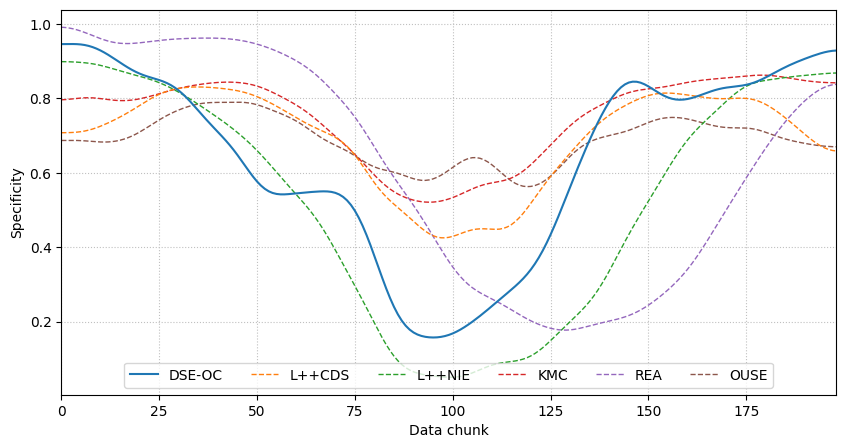 1.0
0.8
0.6
0.4
0.2
Specificity
DSE-OC L++CDS L++NIE KMC REA OUSE
0 25 50 75 100 125 150 175
Data chunk